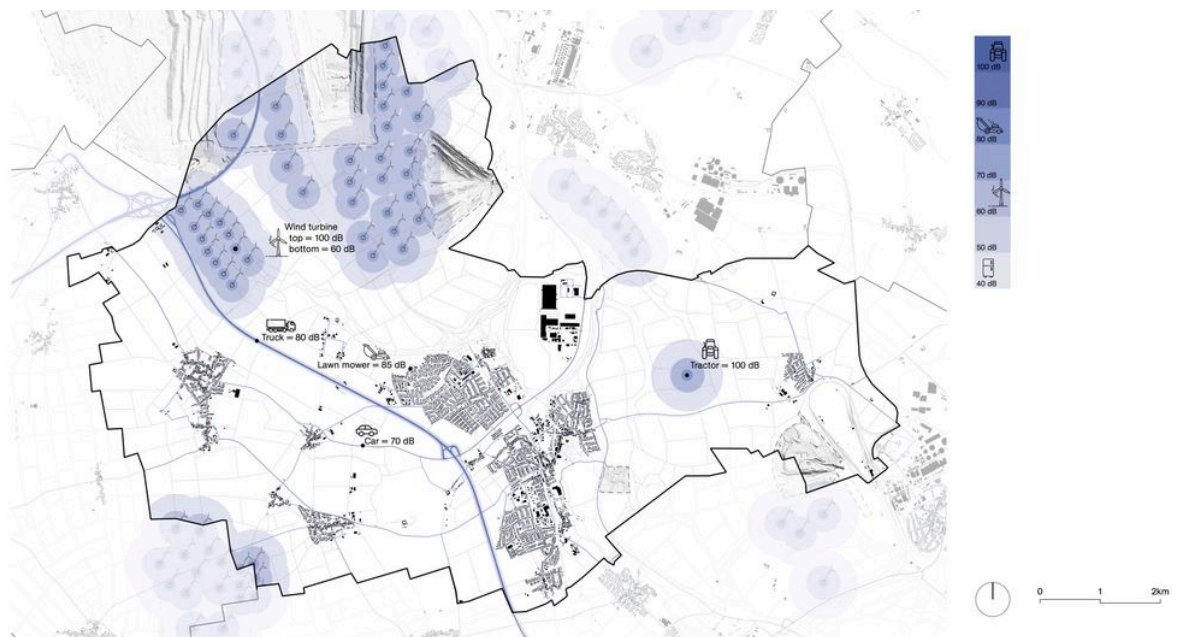 Wind turbine
top = 100 dB
bottom = 60 dB
Truck = 80 dB
Lawn mower = 85 dB
Tractor = 100 dB
Car = 70 dB
100 dB
90 dB
80 dB
70 dB
60 dB
50 dB
40 dB
0
1
2km